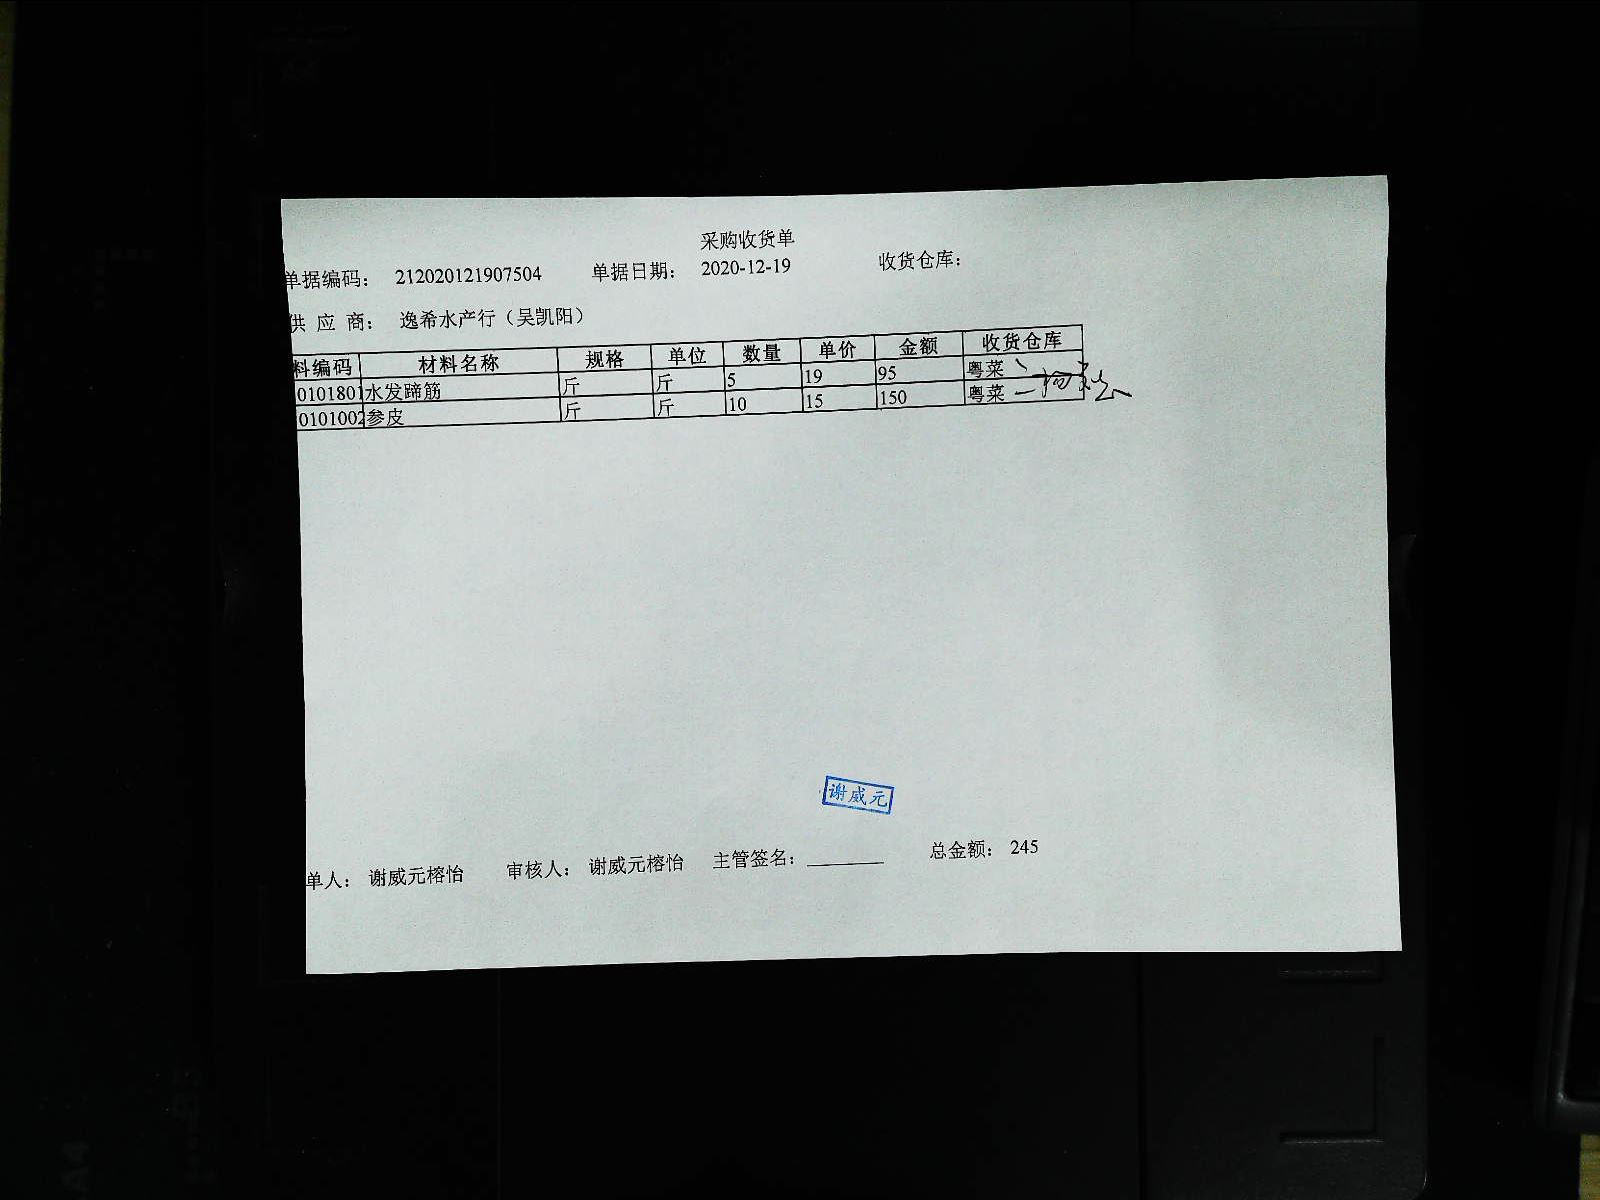 采购收货单
单据编码： 212020121907504 单据日期： 2020-12-19 收货仓库：
供 应 商： 逸希水产行（吴凯阳）
料编码 材料名称 规格 单位 数量 单价 金额 收货仓库
0101801 水发蹄筋 斤 斤 5 19 95 粤菜
0101002 参皮 斤 斤 10 15 150 粤菜
谢威元
单人： 谢威元榕怡 审核人： 谢威元榕怡 主管签名： 总金额： 245